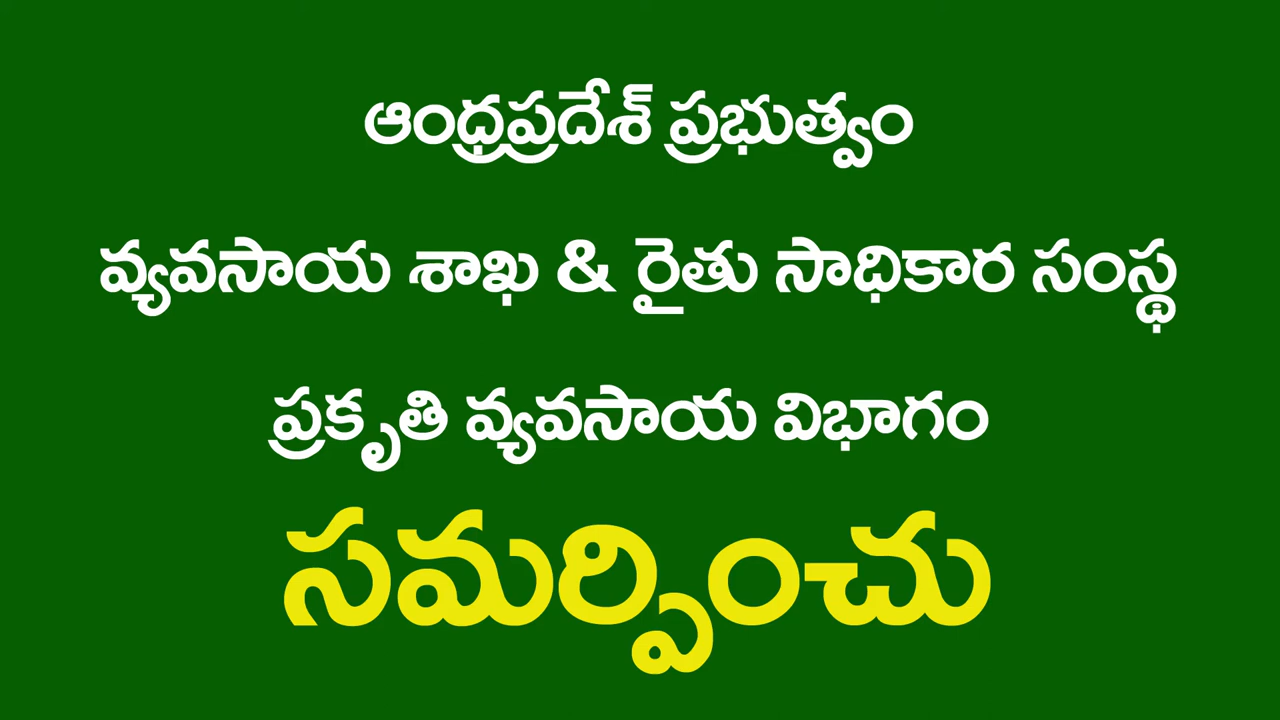 ఆంధ్రప్రదేశ్ ప్రభుత్వం
వ్యవసాయ శాఖ & రైతు సాధికార సంస్థ
ప్రకృతి వ్యవసాయ విభాగం
సమర్పించు